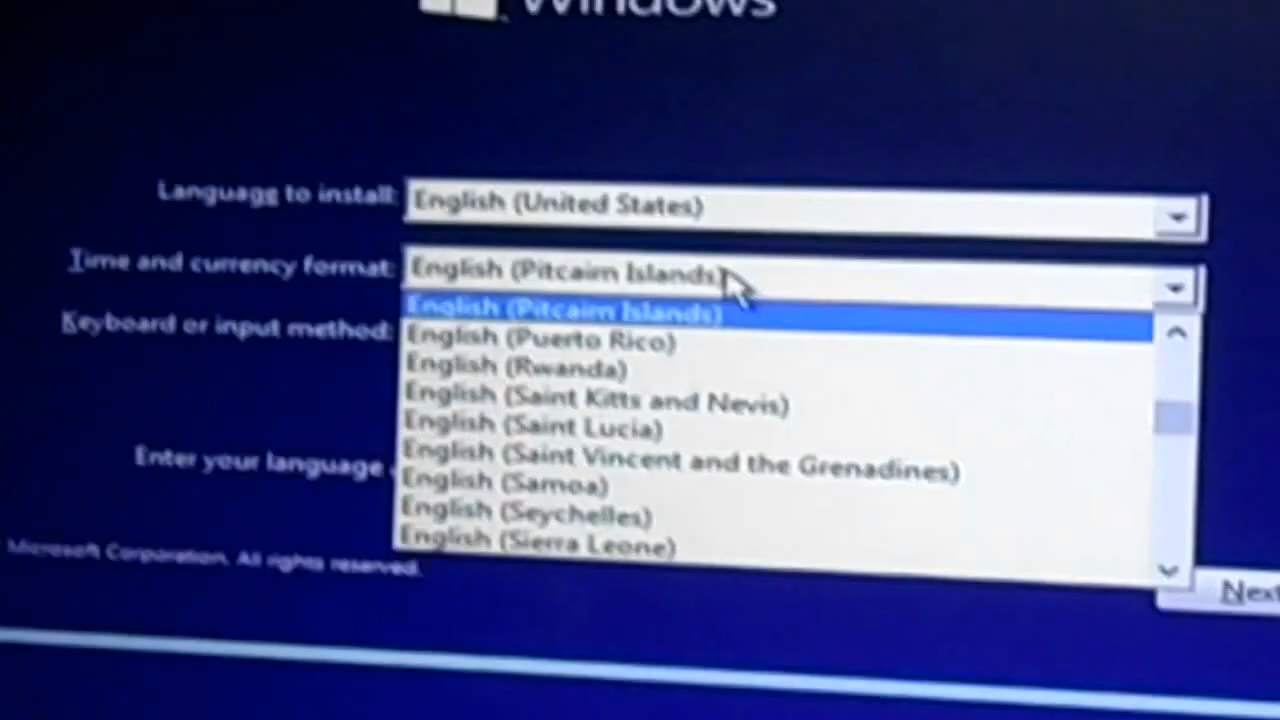 Windows
Language to install:
English (United States)
Time and currency format:
English (Pitcairn Islands)
English (Pitcairn Islands)
English (Puerto Rico)
English (Rwanda)
English (Saint Kitts and Nevis)
English (Saint Lucia)
English (Saint Vincent and the Grenadines)
English (Samoa)
English (Seychelles)
English (Sierra Leone)
Keyboard or input method:
Enter your language
Microsoft Corporation. All rights reserved.
Next